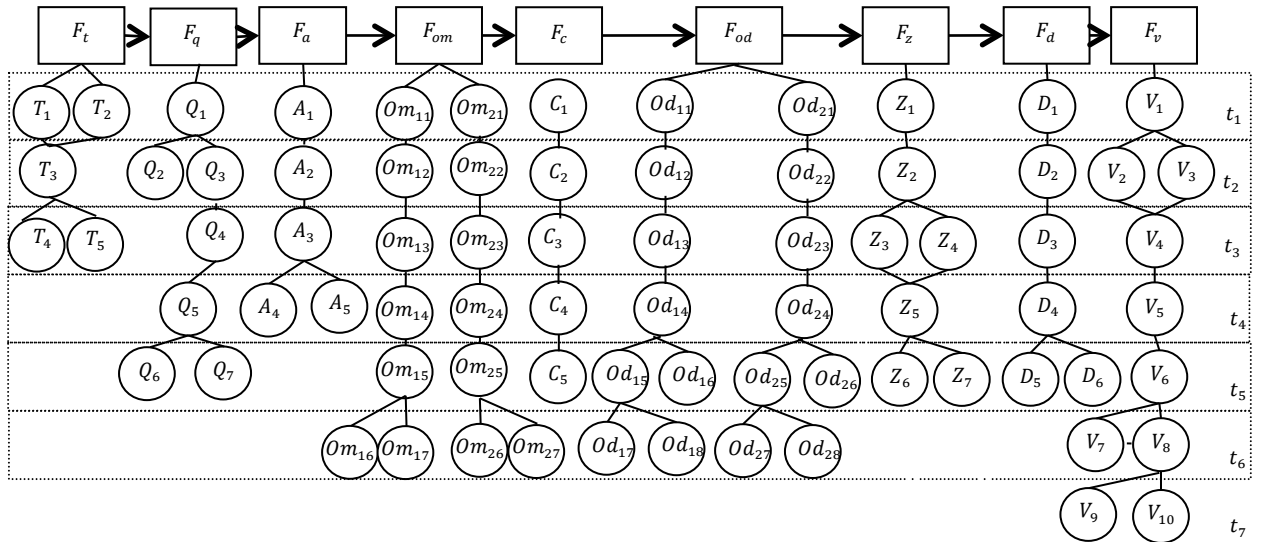 F_t F_q F_a F_om F_c F_od F_z F_d F_v
T_1 T_2 Q_1 A_1 Om_11 Om_21 C_1 Od_11 Od_21 Z_1 D_1 V_1 t_1
T_3 Q_2 Q_3 A_2 Om_12 Om_22 C_2 Od_12 Od_22 Z_2 D_2 V_2 V_3 t_2
T_4 T_5 Q_4 A_3 Om_13 Om_23 C_3 Od_13 Od_23 Z_3 Z_4 D_3 V_4 t_3
Q_5 A_4 A_5 Om_14 Om_24 C_4 Od_14 Od_24 Z_5 D_4 V_5 t_4
Q_6 Q_7 Om_15 Om_25 C_5 Od_15 Od_16 Od_25 Od_26 Z_6 Z_7 D_5 D_6 V_6 t_5
Om_16 Om_17 Om_26 Om_27 Od_17 Od_18 Od_27 Od_28 V_7 V_8 t_6
V_9 V_10 t_7